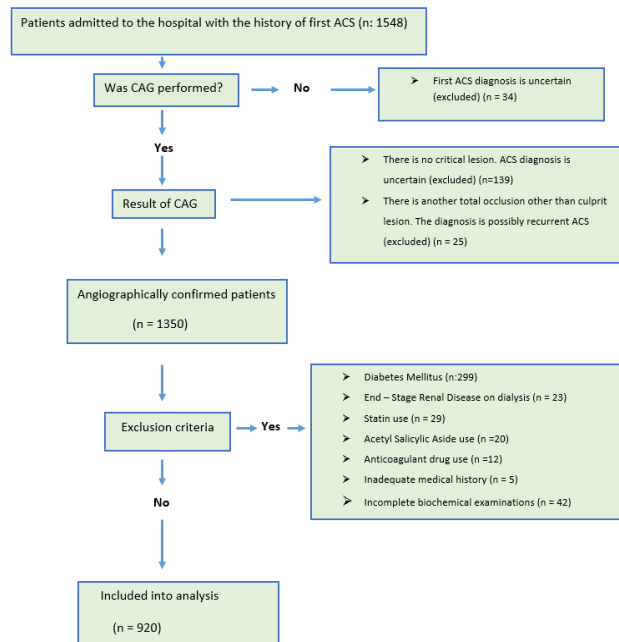 Patients admitted to the hospital with the history of first ACS (n: 1548)
Was CAG performed?
No
➤ First ACS diagnosis is uncertain
(excluded) (n = 34)
Yes
Result of CAG
➤ There is no critical lesion. ACS diagnosis is
uncertain (excluded) (n=139)
➤ There is another total occlusion other than culprit
lesion. The diagnosis is possibly recurrent ACS
(excluded) (n = 25)
Angiographically confirmed patients
(n = 1350)
Exclusion criteria
Yes
➤ Diabetes Mellitus (n:299)
➤ End – Stage Renal Disease on dialysis (n = 23)
➤ Statin use (n = 29)
➤ Acetyl Salicylic Aside use (n =20)
➤ Anticoagulant drug use (n =12)
➤ Inadequate medical history (n = 5)
➤ Incomplete biochemical examinations (n = 42)
No
Included into analysis
(n = 920)